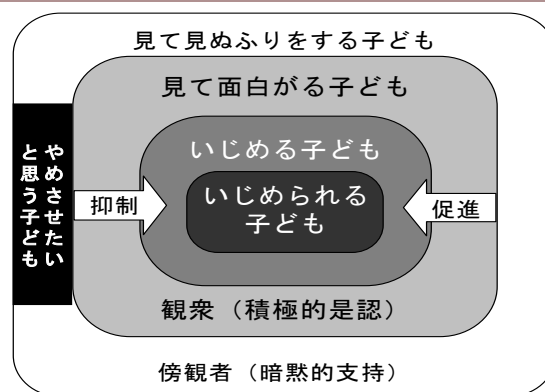 見て見ぬふりをする子ども
見て面白がる子ども
いじめる子ども
いじめられる
子ども
やめさせたい
と思う子ども
抑制
促進
観衆（積極的是認）
傍観者（暗黙的支持）